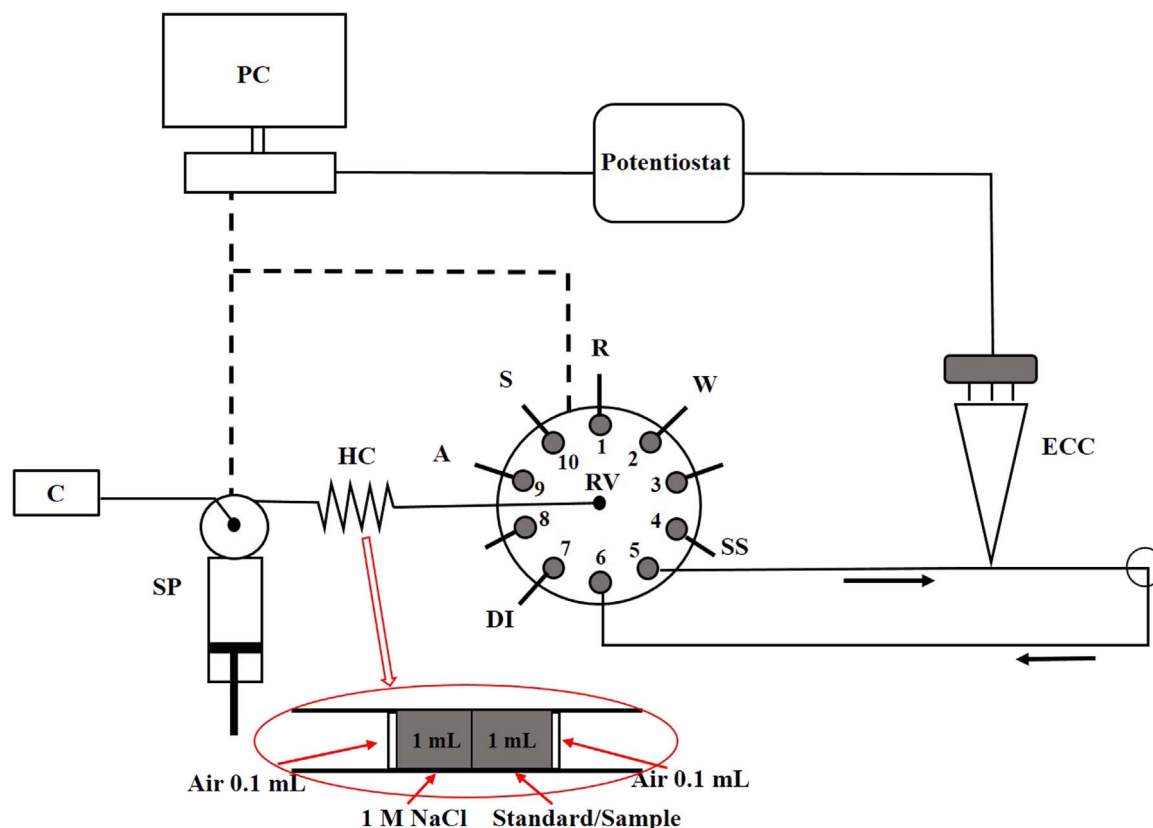 PC
Potentiostat
R
S
W
1
10
2
A
HC
RV
ECC
9
3
C
8
4
SS
7
6
5
SP
DI
1 mL
1 mL
Air 0.1 mL
Air 0.1 mL
1 M NaCl
Standard/Sample